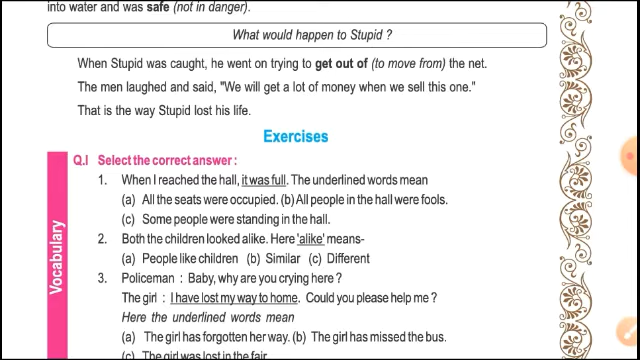 into water and was safe (not in danger).
What would happen to Stupid ?
When Stupid was caught, he went on trying to get out of (to move from) the net.
The men laughed and said, "We will get a lot of money when we sell this one."
That is the way Stupid lost his life.
Exercises
Q.I Select the correct answer :
1. When I reached the hall, it was full. The underlined words mean
(a) All the seats were occupied. (b) All people in the hall were fools.
(c) Some people were standing in the hall.
2. Both the children looked alike. Here 'alike' means-
(a) People like children (b) Similar (c) Different
3. Policeman : Baby, why are you crying here ?
The girl : I have lost my way to home. Could you please help me ?
Here the underlined words mean
(a) The girl has forgotten her way. (b) The girl has missed the bus.
(c) The girl was lost in the fair.
Vocabulary